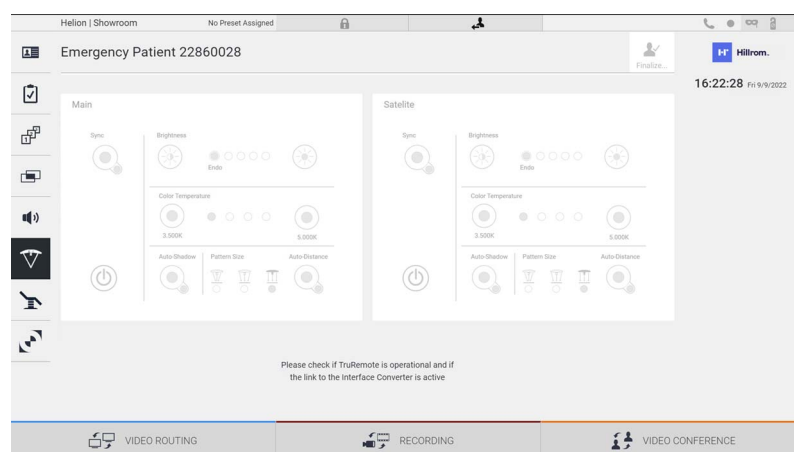 Helion | Showroom
No Preset Assigned
Emergency Patient 22860028
Finalize...
Hillrom.
16:22:28 Fri 9/9/2022
Main
Sync
Brightness
Endo
Color Temperature
3.500K
5.000K
Auto-Shadow
Pattern Size
Auto-Distance
Satelite
Sync
Brightness
Endo
Color Temperature
3.500K
5.000K
Auto-Shadow
Pattern Size
Auto-Distance
Please check if TruRemote is operational and if
the link to the Interface Converter is active
VIDEO ROUTING
RECORDING
VIDEO CONFERENCE